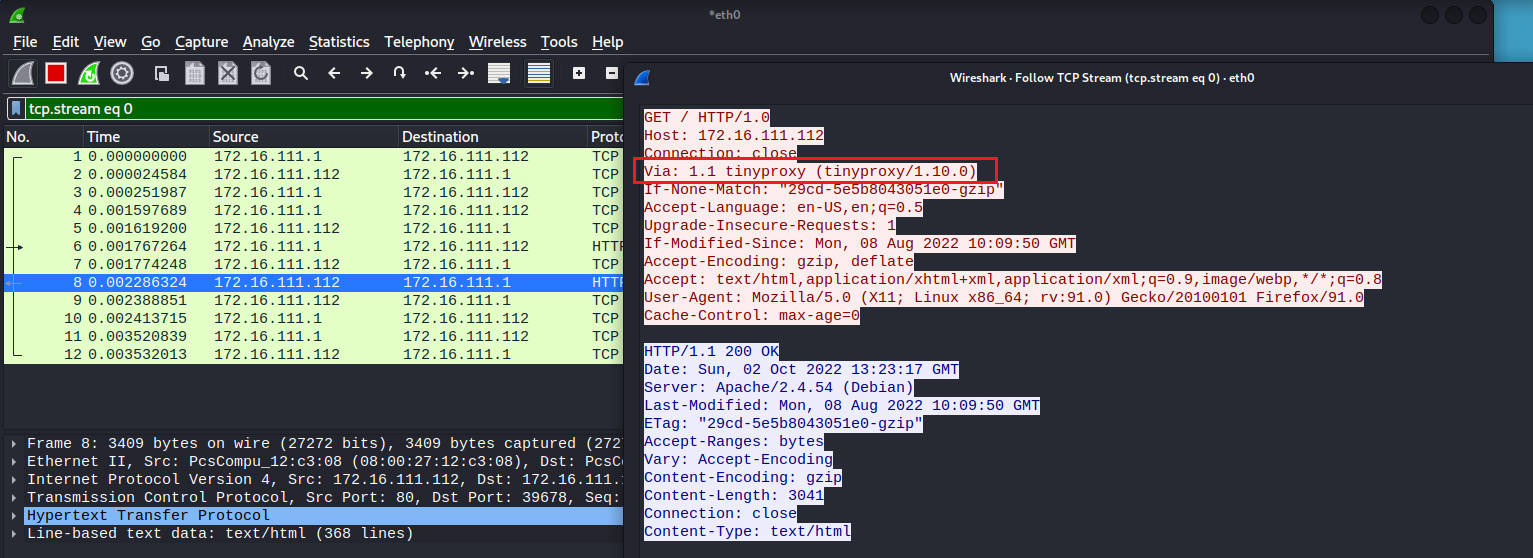 *eth0
File Edit View Go Capture Analyze Statistics Telephony Wireless Tools Help
tcp.stream eq 0
No. Time Source Destination Proto
1 0.000000000 172.16.111.1 172.16.111.112 TCP
2 0.000024584 172.16.111.112 172.16.111.1 TCP
3 0.000251987 172.16.111.1 172.16.111.112 TCP
4 0.001597689 172.16.111.1 172.16.111.112 TCP
5 0.001619200 172.16.111.112 172.16.111.1 TCP
6 0.001767264 172.16.111.1 172.16.111.112 HTTP
7 0.001774248 172.16.111.112 172.16.111.1 TCP
8 0.002286324 172.16.111.112 172.16.111.1 HTTP
9 0.002388851 172.16.111.112 172.16.111.1 TCP
10 0.002413715 172.16.111.1 172.16.111.112 TCP
11 0.003520839 172.16.111.1 172.16.111.112 TCP
12 0.003532013 172.16.111.112 172.16.111.1 TCP
Frame 8: 3409 bytes on wire (27272 bits), 3409 bytes captured (272
Ethernet II, Src: PcsCompu_12:c3:08 (08:00:27:12:c3:08), Dst: PcsC
Internet Protocol Version 4, Src: 172.16.111.112, Dst: 172.16.111.
Transmission Control Protocol, Src Port: 80, Dst Port: 39678, Seq:
Hypertext Transfer Protocol
Line-based text data: text/html (368 lines)
Wireshark · Follow TCP Stream (tcp.stream eq 0) · eth0
GET / HTTP/1.0
Host: 172.16.111.112
Connection: close
Via: 1.1 tinyproxy (tinyproxy/1.10.0)
If-None-Match: "29cd-5e5b8043051e0-gzip"
Accept-Language: en-US,en;q=0.5
Upgrade-Insecure-Requests: 1
If-Modified-Since: Mon, 08 Aug 2022 10:09:50 GMT
Accept-Encoding: gzip, deflate
Accept: text/html,application/xhtml+xml,application/xml;q=0.9,image/webp,*/*;q=0.8
User-Agent: Mozilla/5.0 (X11; Linux x86_64; rv:91.0) Gecko/20100101 Firefox/91.0
Cache-Control: max-age=0
HTTP/1.1 200 OK
Date: Sun, 02 Oct 2022 13:23:17 GMT
Server: Apache/2.4.54 (Debian)
Last-Modified: Mon, 08 Aug 2022 10:09:50 GMT
ETag: "29cd-5e5b8043051e0-gzip"
Accept-Ranges: bytes
Vary: Accept-Encoding
Content-Encoding: gzip
Content-Length: 3041
Connection: close
Content-Type: text/html